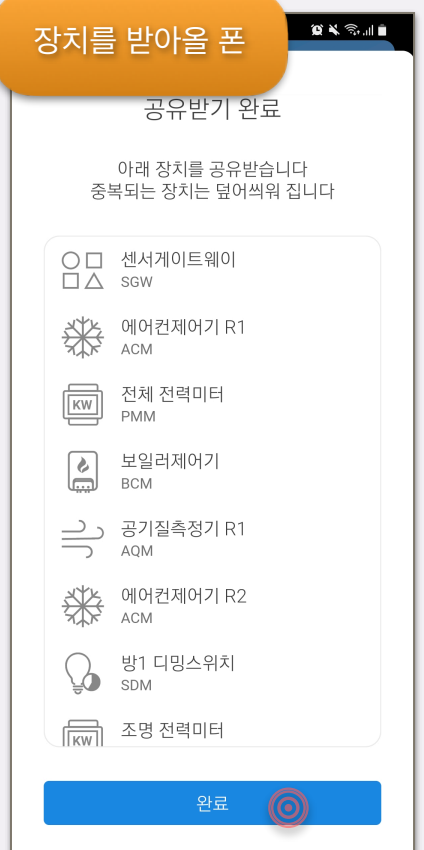 장치를 받아올 폰
공유받기 완료
아래 장치를 공유받습니다
중복되는 장치는 덮어씌워 집니다
센서게이트웨이
SGW
에어컨제어기 R1
ACM
KW
전체 전력미터
PMM
보일러제어기
BCM
공기질측정기 R1
AQM
에어컨제어기 R2
ACM
방1 디밍스위치
SDM
KW
조명 전력미터
완료